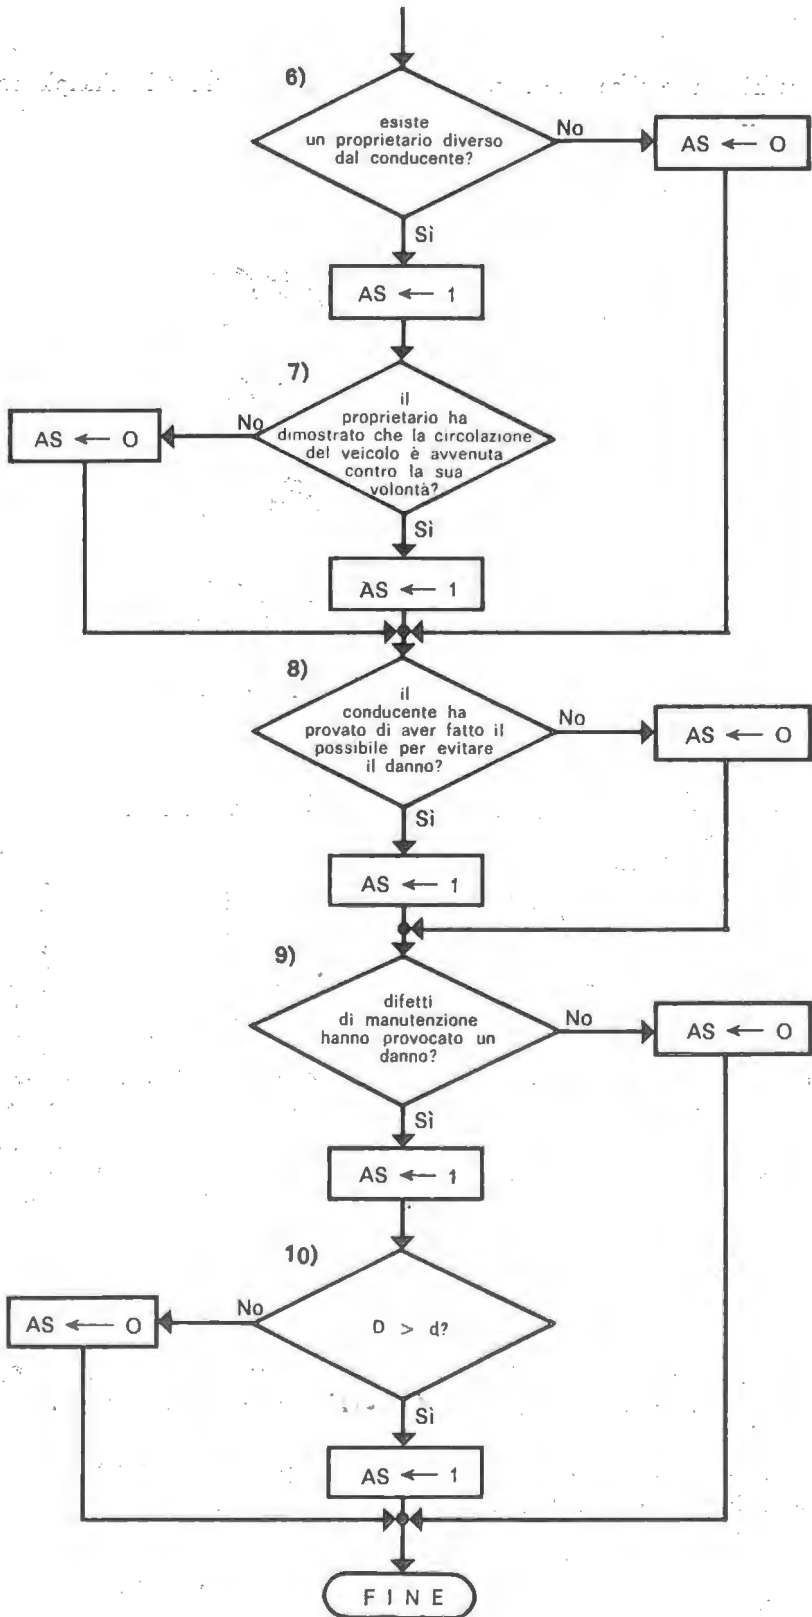 6)
esiste
un proprietario diverso
dal conducente?
No
AS ← O
Sì
AS ← 1
7)
il
proprietario ha
dimostrato che la circolazione
del veicolo è avvenuta
contro la sua
volontà?
No
AS ← O
Sì
AS ← 1
8)
il
conducente ha
provato di aver fatto il
possibile per evitare
il danno?
No
AS ← O
Sì
AS ← 1
9)
difetti
di manutenzione
hanno provocato un
danno?
No
AS ← O
Sì
AS ← 1
10)
D > d?
No
AS ← O
Sì
AS ← 1
FINE